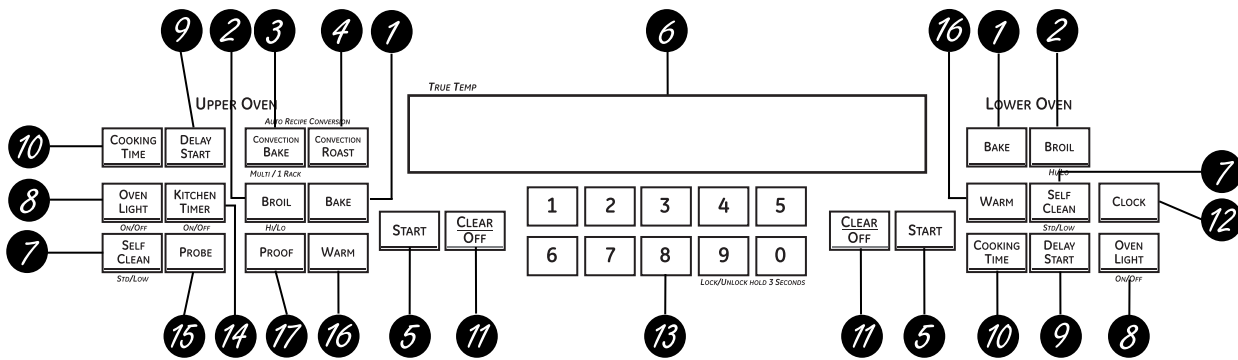 9 2 3 4 1 6 16 1 2
TRUE TEMP
UPPER OVEN LOWER OVEN
AUTO RECIPE CONVERSION
10 COOKING TIME DELAY START CONVECTION BAKE CONVECTION ROAST BAKE BROIL
MULTI / 1 RACK HI/LO 7
8 OVEN LIGHT KITCHEN TIMER BROIL BAKE 1 2 3 4 5 WARM SELF CLEAN CLOCK
ON/OFF ON/OFF HI/LO START CLEAR OFF CLEAR OFF START STD/LOW 12
7 SELF CLEAN PROBE PROOF WARM 6 7 8 9 0 COOKING TIME DELAY START OVEN LIGHT
STD/LOW LOCK/UNLOCK HOLD 3 SECONDS ON/OFF
15 14 17 16 5 11 13 11 5 10 9 8